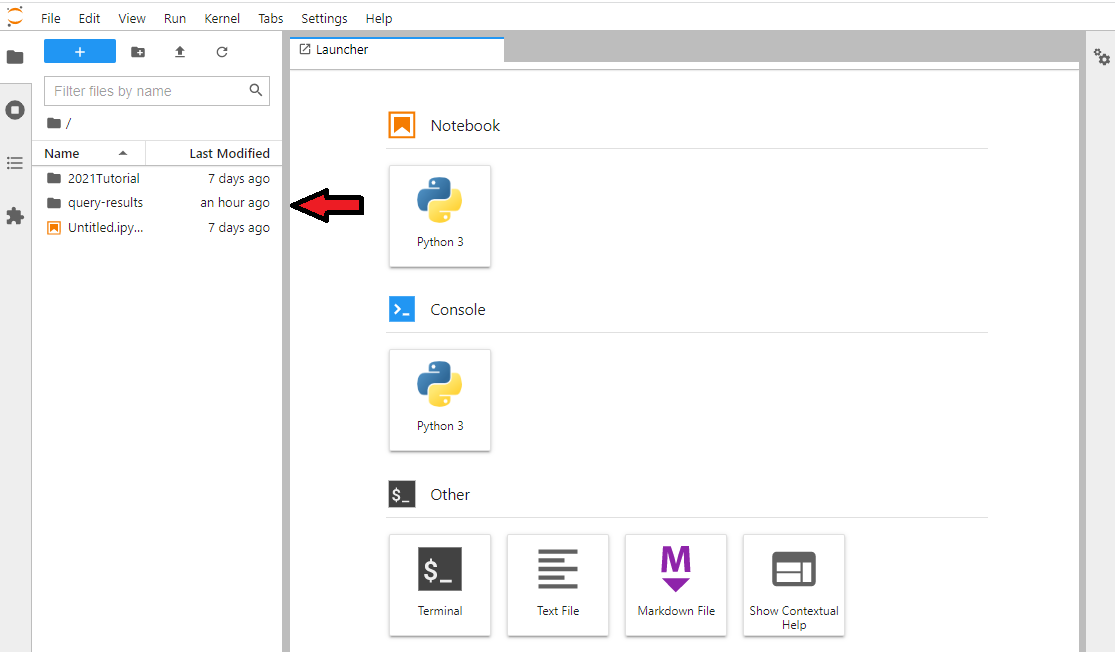 File Edit View Run Kernel Tabs Settings Help
+
Launcher
Filter files by name
/
Name Last Modified
2021Tutorial 7 days ago
query-results an hour ago
Untitled.ipy... 7 days ago
Notebook
Python 3
Console
Python 3
$_ Other
$_
M
Terminal
Text File
Markdown File
Show Contextual
Help